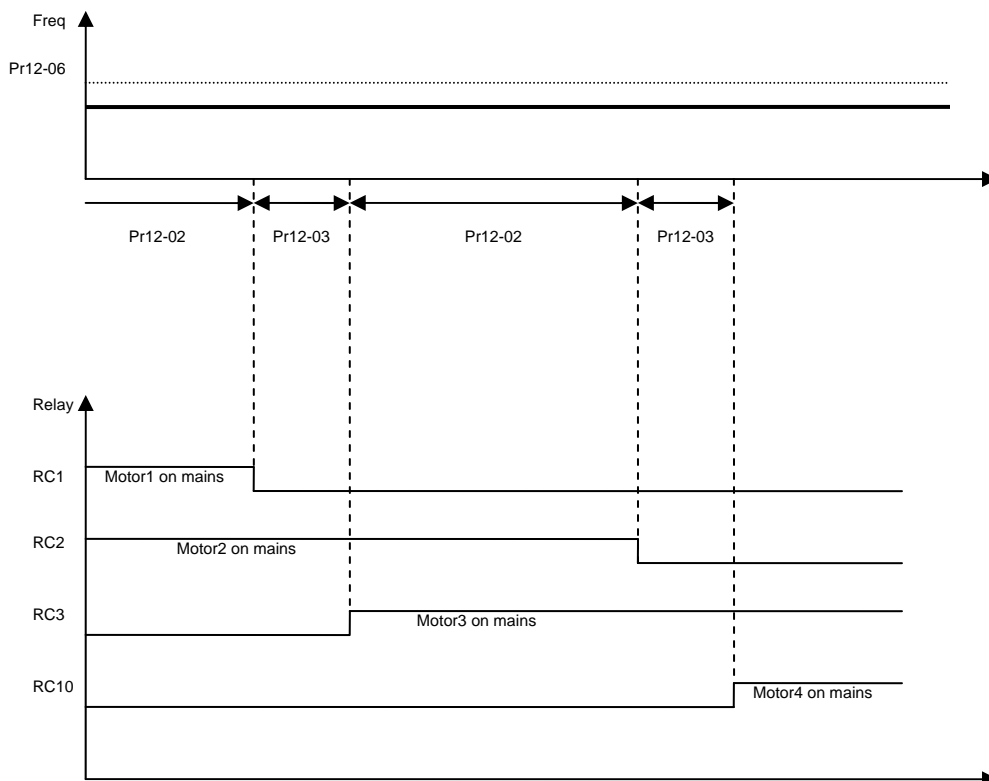 Freq
Pr12-06
Pr12-02 Pr12-03 Pr12-02 Pr12-03
Relay
RC1 Motor1 on mains
RC2 Motor2 on mains
RC3 Motor3 on mains
RC10 Motor4 on mains